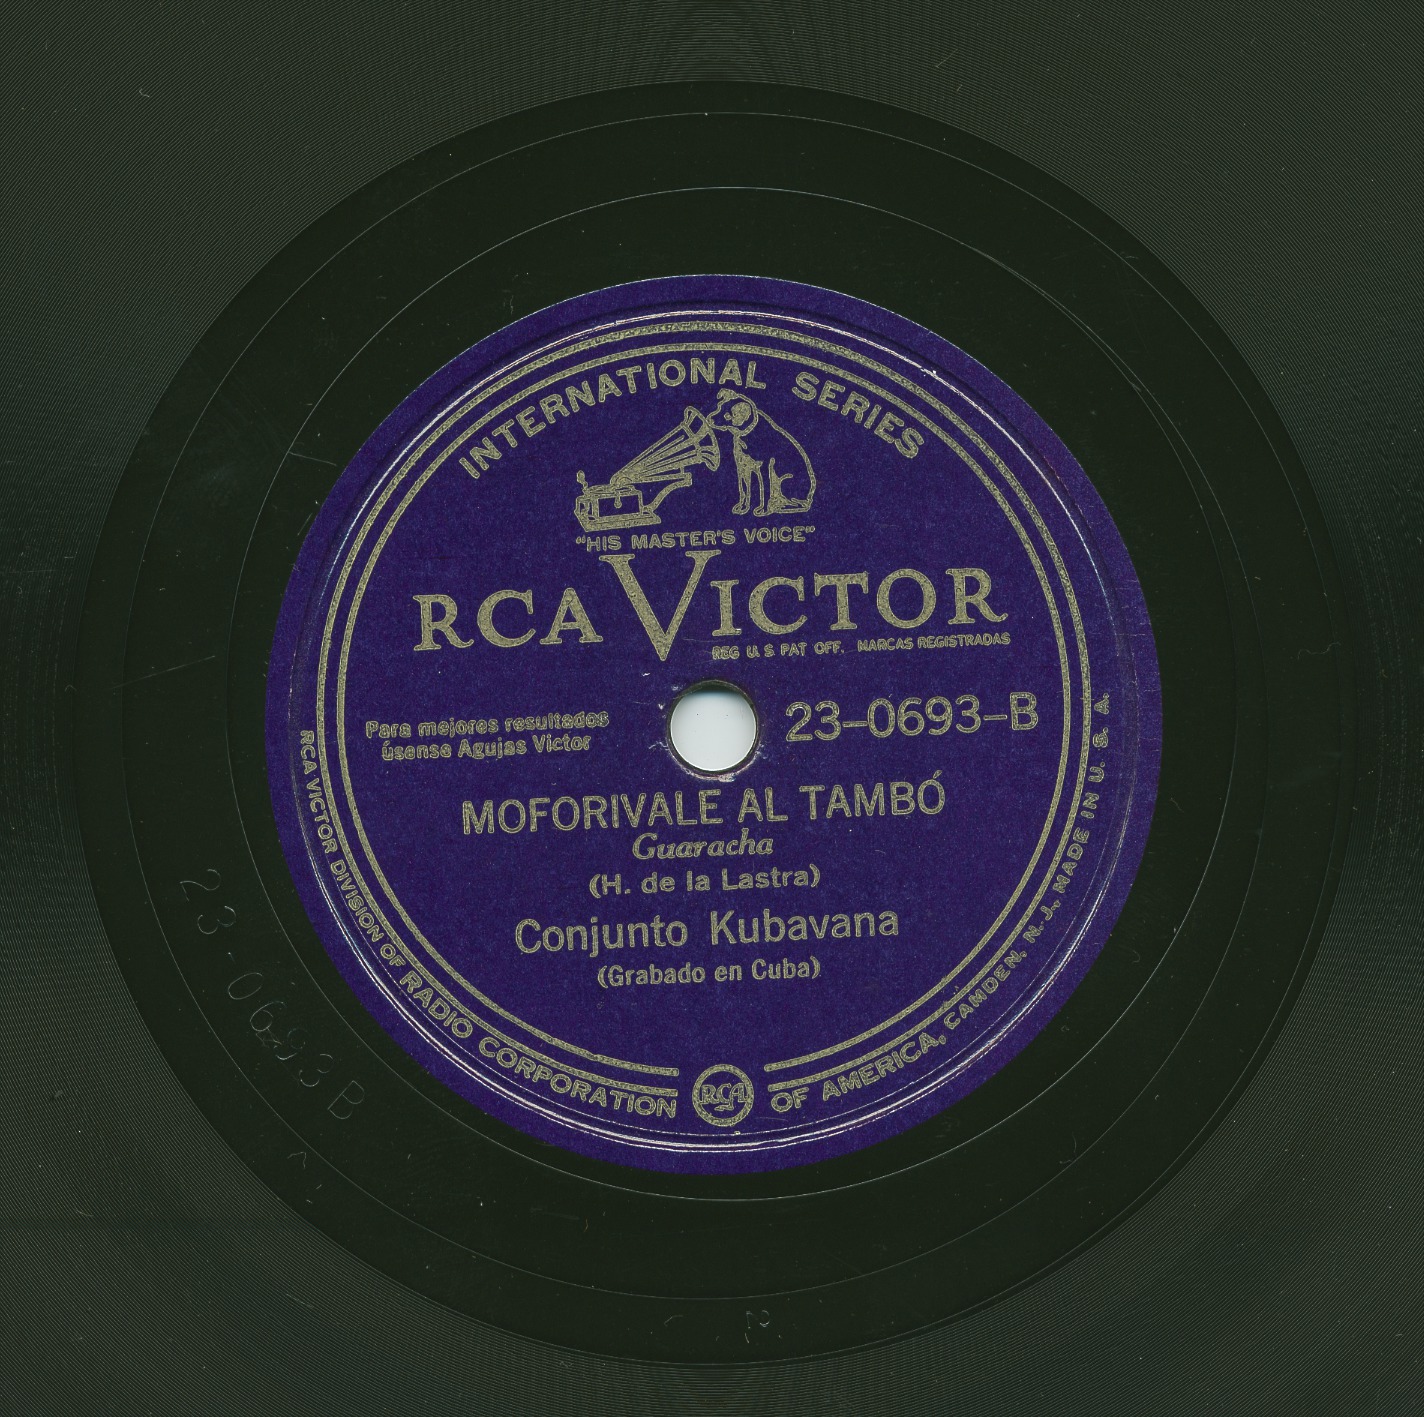 INTERNATIONAL SERIES
"HIS MASTER'S VOICE"
RCA VICTOR
REG U. S. PAT OFF. MARCAS REGISTRADAS
Para mejores resultados
úsense Agujas Victor
23-0693-B
MOFORIVALE AL TAMBÓ
Guaracha
(H. de la Lastra)
Conjunto Kubavana
(Grabado en Cuba)
RCA VICTOR DIVISION OF RADIO CORPORATION OF AMERICA, CAMDEN, N. J., MADE IN U. S. A.
RCA
23-0693 B